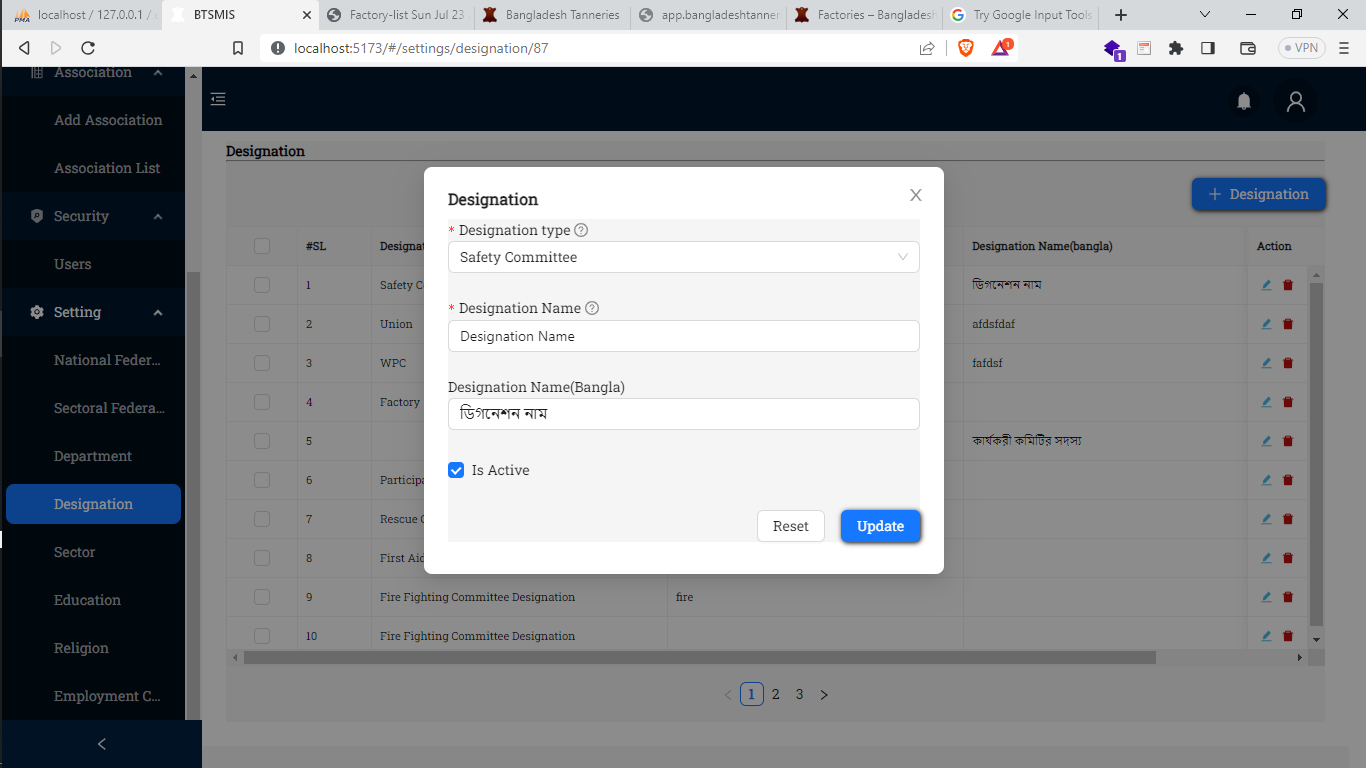 localhost / 127.0.0.1 /
BTSMIS
Factory-list Sun Jul 23
Bangladesh Tanneries
app.bangladeshtanner
Factories – Bangladesh
Try Google Input Tools
localhost:5173/#/settings/designation/87
1
1
VPN
Association
Add Association
Association List
Security
Users
Setting
National Feder...
Sectoral Federa...
Department
Designation
Sector
Education
Religion
Employment C...
Designation
+ Designation
#SL
Designat
Designation Name(bangla)
Action
1 Safety C ডিগনেশন নাম
2 Union afdsfdaf
3 WPC fafdsf
4 Factory
5 কার্যকরী কমিটির সদস্য
6 Participa
7 Rescue
8 First Aid
9 Fire Fighting Committee Designation fire
10 Fire Fighting Committee Designation
1 2 3
Designation
* Designation type
Safety Committee
* Designation Name
Designation Name
Designation Name(Bangla)
ডিগনেশন নাম
Is Active
Reset
Update